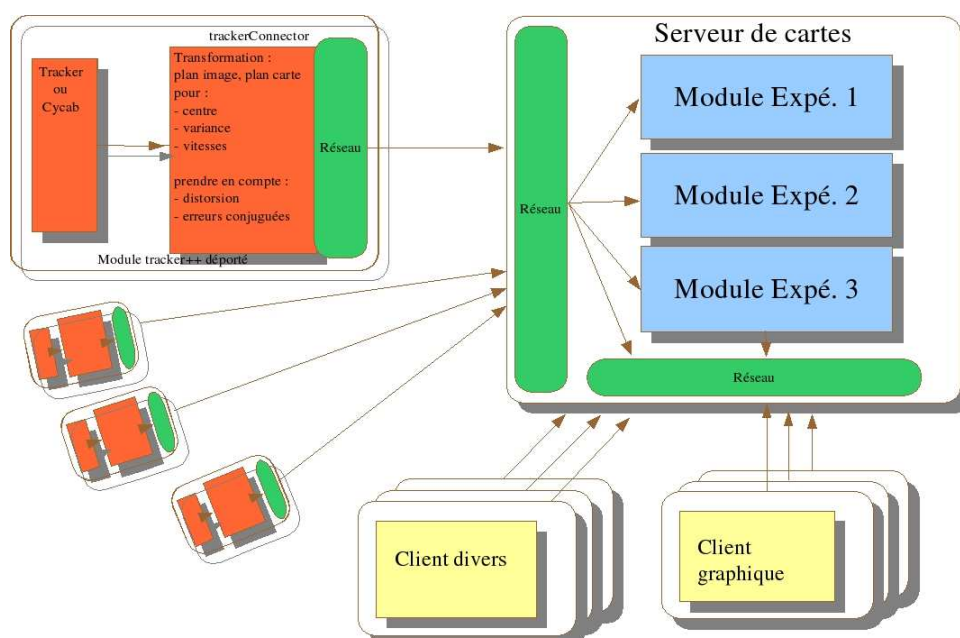 trackerConnector
Tracker
ou
Cycab
Transformation :
plan image, plan carte
pour :
- centre
- variance
- vitesses
prendre en compte :
- distorsion
- erreurs conjuguées
Réseau
Module tracker++ déporté
Serveur de cartes
Réseau
Module Expé. 1
Module Expé. 2
Module Expé. 3
Réseau
Client divers
Client
graphique